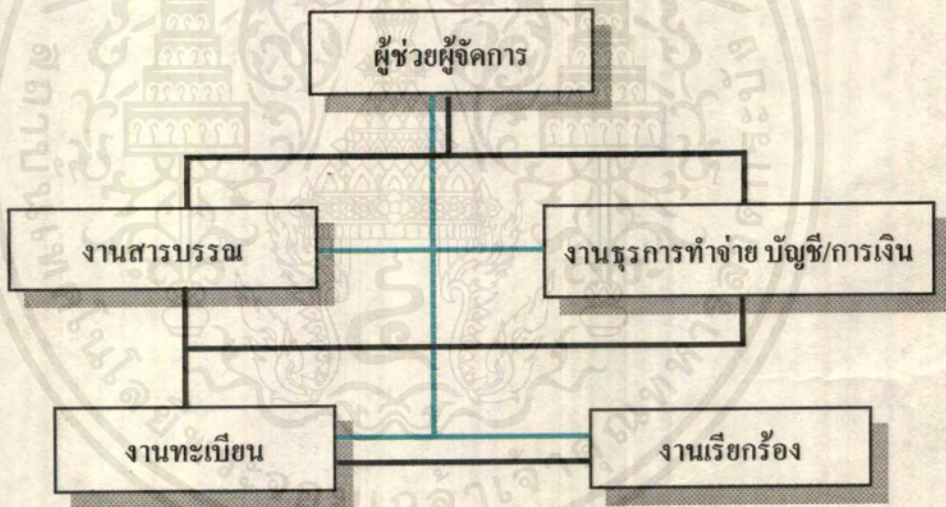 ผู้ช่วยผู้จัดการ
งานสารบรรณ
งานธุรการทำจ่าย บัญชี/การเงิน
งานทะเบียน
งานเรียกร้อง